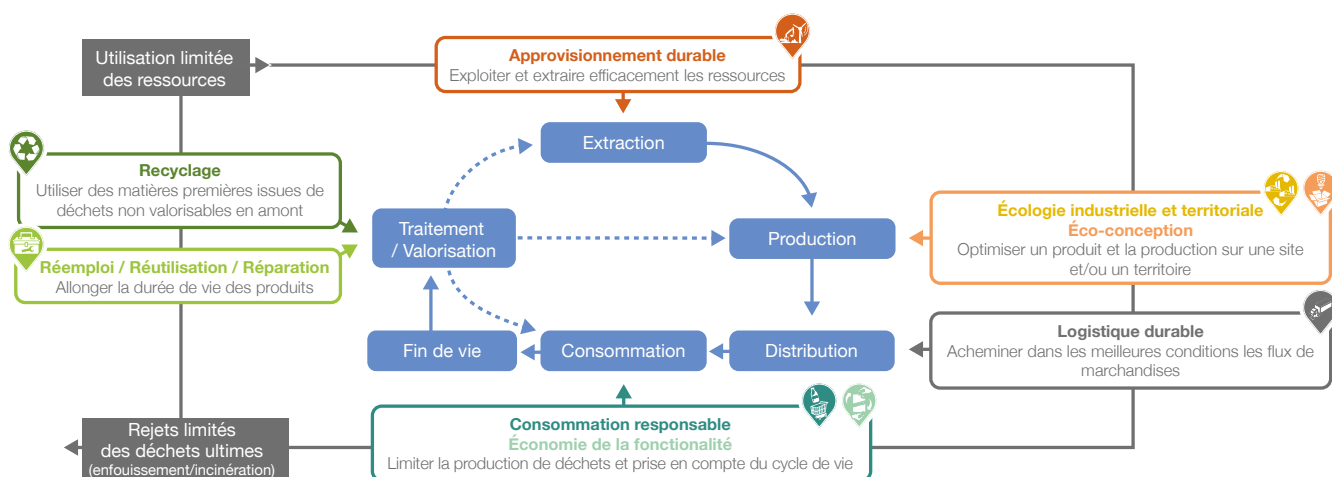 Utilisation limitée
des ressources
Approvisionnement durable
Exploiter et extraire efficacement les ressources
Extraction
Recyclage
Utiliser des matières premières issues de
déchets non valorisables en amont
Réemploi / Réutilisation / Réparation
Allonger la durée de vie des produits
Traitement
/ Valorisation
Production
Écologie industrielle et territoriale
Éco-conception
Optimiser un produit et la production sur une site
et/ou un territoire
Fin de vie
Consommation
Distribution
Logistique durable
Acheminer dans les meilleures conditions les flux de
marchandises
Rejets limités
des déchets ultimes
(enfouissement/incinération)
Consommation responsable
Économie de la fonctionalité
Limiter la production de déchets et prise en compte du cycle de vie